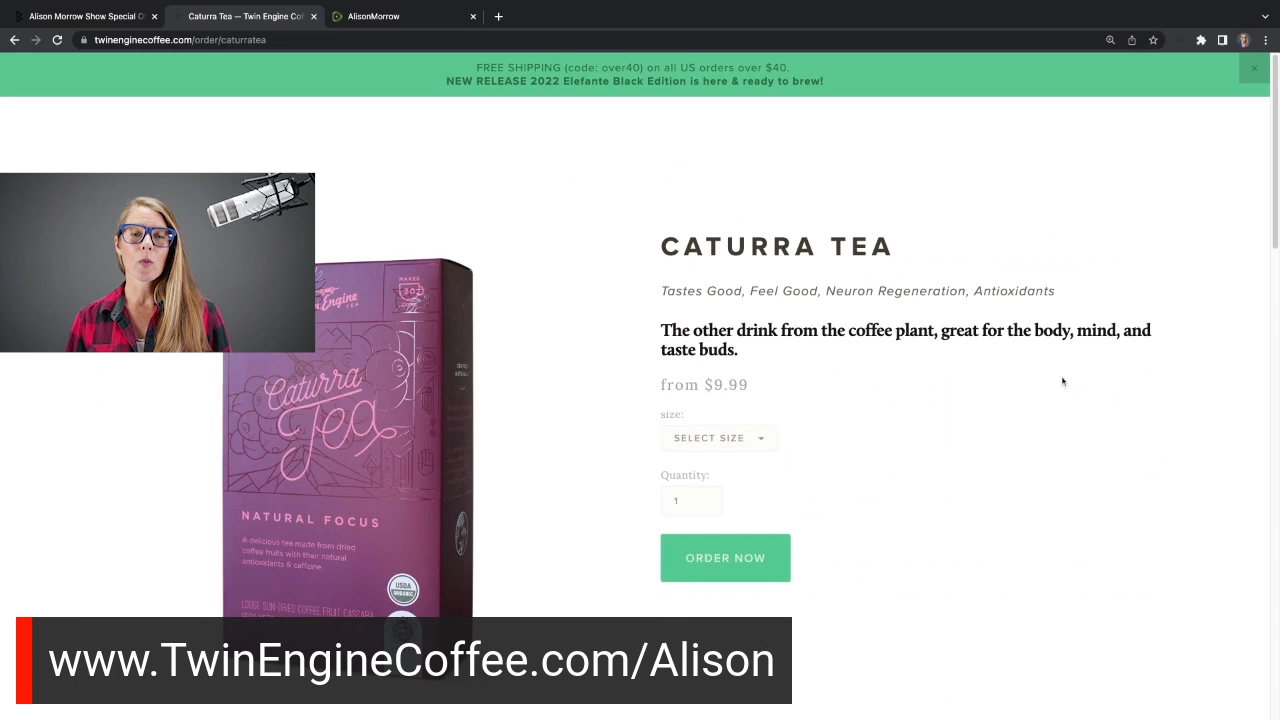 Alison Morrow Show Special O
Caturra Tea — Twin Engine Cof
AlisonMorrow
twinenginecoffee.com/order/caturratea
FREE SHIPPING (code: over40) on all US orders over $40.
NEW RELEASE 2022 Elefante Black Edition is here & ready to brew!
CATURRA TEA
Tastes Good, Feel Good, Neuron Regeneration, Antioxidants
The other drink from the coffee plant, great for the body, mind, and
taste buds.
from $9.99
size:
SELECT SIZE
Quantity:
1
ORDER NOW
MAKES
30
Engine
TEA
Caturra
Tea
NATURAL FOCUS
A delicious tea made from dried
coffee fruits with their natural
antioxidants & caffeine.
USDA
ORGANIC
LOOSE SUN-DRIED COFFEE FRUIT CASCARA
www.TwinEngineCoffee.com/Alison